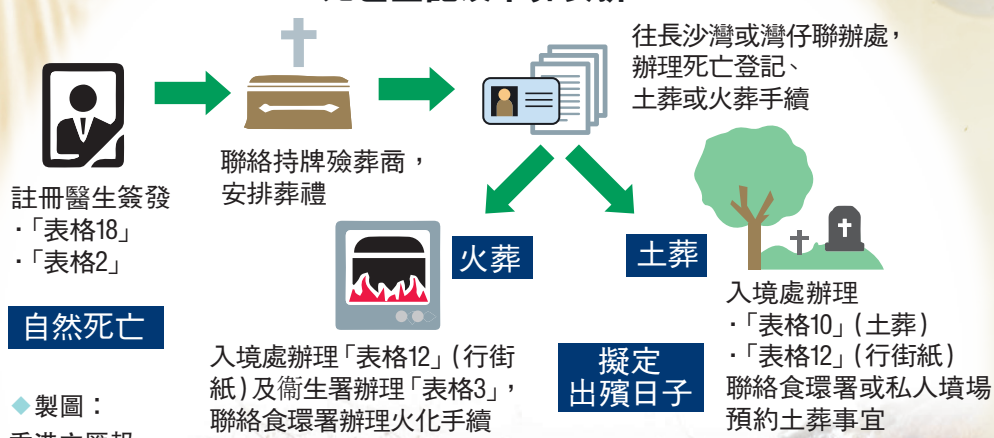 註冊醫生簽發
·「表格18」
·「表格2」
自然死亡
聯絡持牌殮葬商，
安排葬禮
往長沙灣或灣仔聯辦處，
辦理死亡登記、
土葬或火葬手續
火葬
入境處辦理「表格12」(行街
紙)及衞生署辦理「表格3」，
聯絡食環署辦理火化手續
土葬
入境處辦理
·「表格10」(土葬)
·「表格12」(行街紙)
聯絡食環署或私人墳場
預約土葬事宜
擬定
出殯日子
◆製圖：